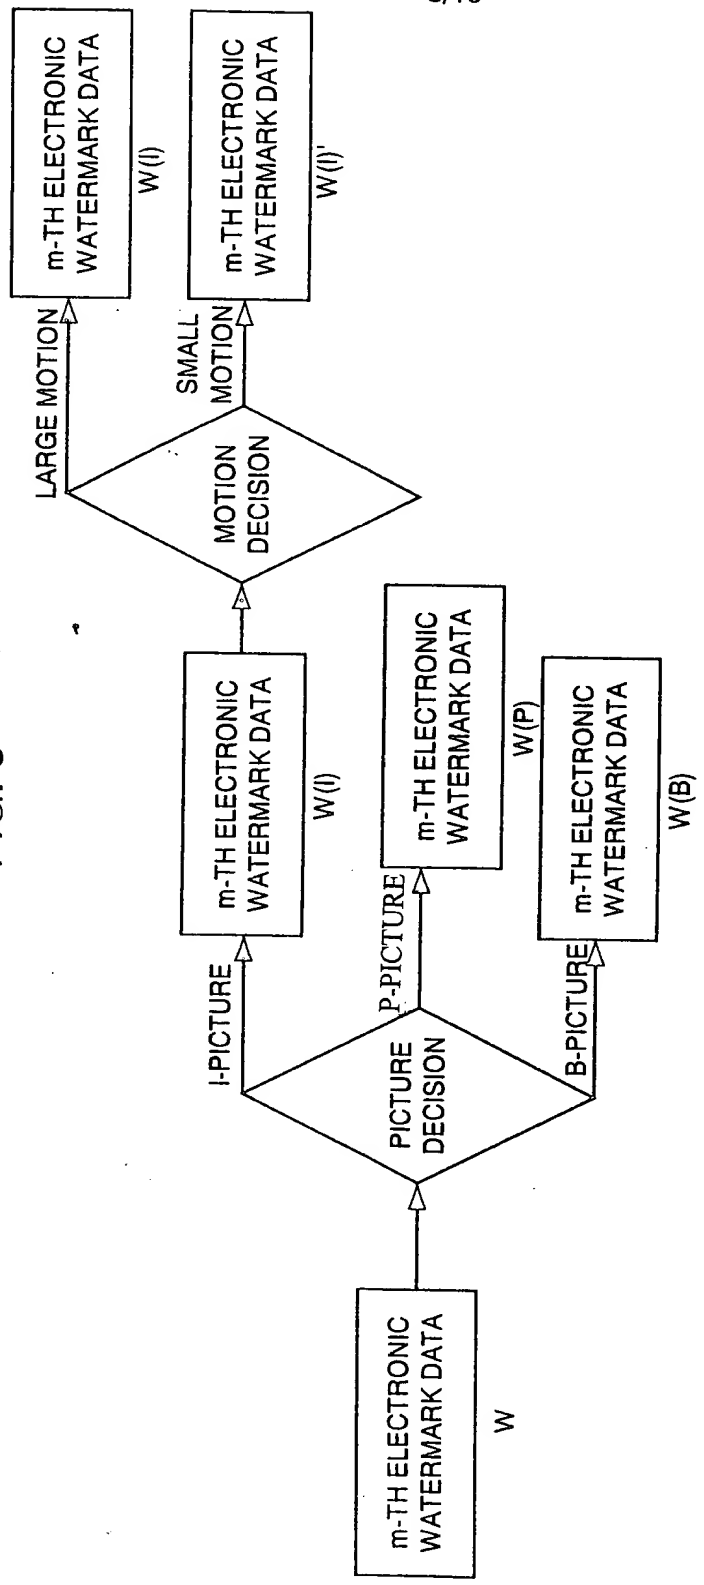 m-TH ELECTRONIC
WATERMARK DATA
W
PICTURE
DECISION
I-PICTURE
P-PICTURE
B-PICTURE
m-TH ELECTRONIC
WATERMARK DATA
W(I)
m-TH ELECTRONIC
WATERMARK DATA
W(P)
m-TH ELECTRONIC
WATERMARK DATA
W(B)
MOTION
DECISION
LARGE MOTION
SMALL
MOTION
m-TH ELECTRONIC
WATERMARK DATA
W(I)
m-TH ELECTRONIC
WATERMARK DATA
W(I)'